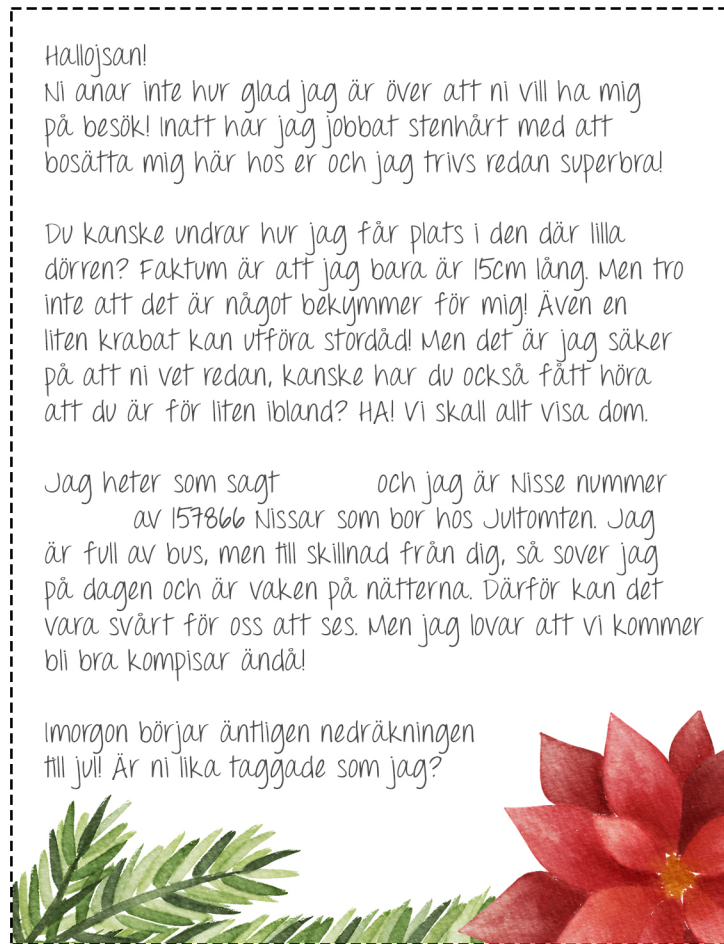 Hallojsan!
Ni anar inte hur glad jag är över att ni vill ha mig
på besök! Inatt har jag jobbat stenhårt med att
bosätta mig här hos er och jag trivs redan superbra!
Du kanske undrar hur jag får plats i den där lilla
dörren? Faktum är att jag bara är 15cm lång. Men tro
inte att det är något bekymmer för mig! Även en
liten krabat kan utföra stordåd! Men det är jag säker
på att ni vet redan, kanske har du också fått höra
att du är för liten ibland? HA! Vi skall allt visa dom.
Jag heter som sagt och jag är Nisse nummer
av 157866 Nissar som bor hos Jultomten. Jag
är full av bus, men till skillnad från dig, så sover jag
på dagen och är vaken på nätterna. Därför kan det
vara svårt för oss att ses. Men jag lovar att vi kommer
bli bra kompisar ändå!
Imorgon börjar äntligen nedräkningen
till jul! Är ni lika taggade som jag?